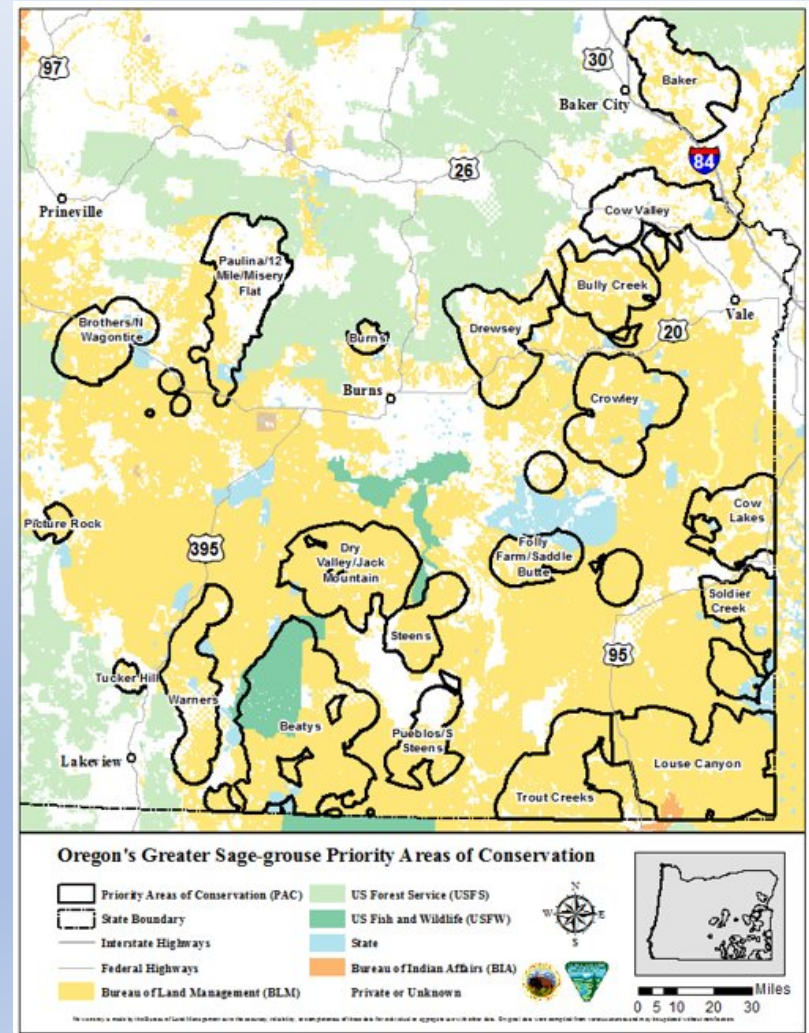 97
30
Baker
Baker City
84
26
Prineville
Cow Valley
Paulina/12
Mile/Misery
Flat
Bully Creek
Vale
Brothers/N
Wagontice
Burns
Drewsey
20
Burns
Crowley
Picture Rock
Cow
Lakes
395
Dry
Valley/Jack
Mountain
Folly
Farm/Saddle
Butte
Soldier
Creek
Steens
95
Tucker Hill
Warners
Beatys
Pueblos/S
Steens
Lakeview
Louse Canyon
Trout Creeks
Oregon's Greater Sage-grouse Priority Areas of Conservation
Priority Areas of Conservation (PAC)
State Boundary
Interstate Highways
Federal Highways
Bureau of Land Management (BLM)
US Forest Service (USFS)
US Fish and Wildlife (USFW)
State
Bureau of Indian Affairs (BIA)
Private or Unknown
N
W E
S
Miles
0 5 10 20 30